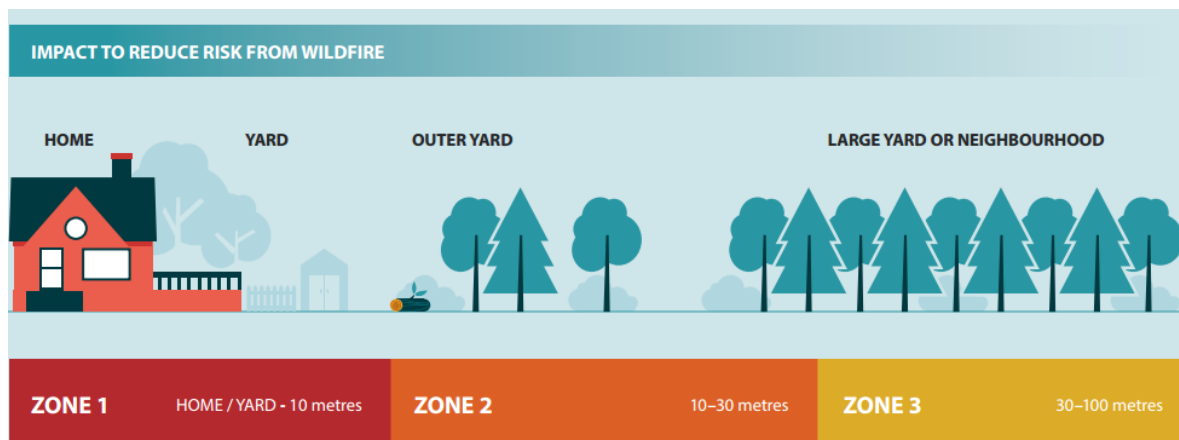 IMPACT TO REDUCE RISK FROM WILDFIRE
HOME
YARD
OUTER YARD
LARGE YARD OR NEIGHBOURHOOD
ZONE 1
HOME / YARD - 10 metres
ZONE 2
10–30 metres
ZONE 3
30–100 metres